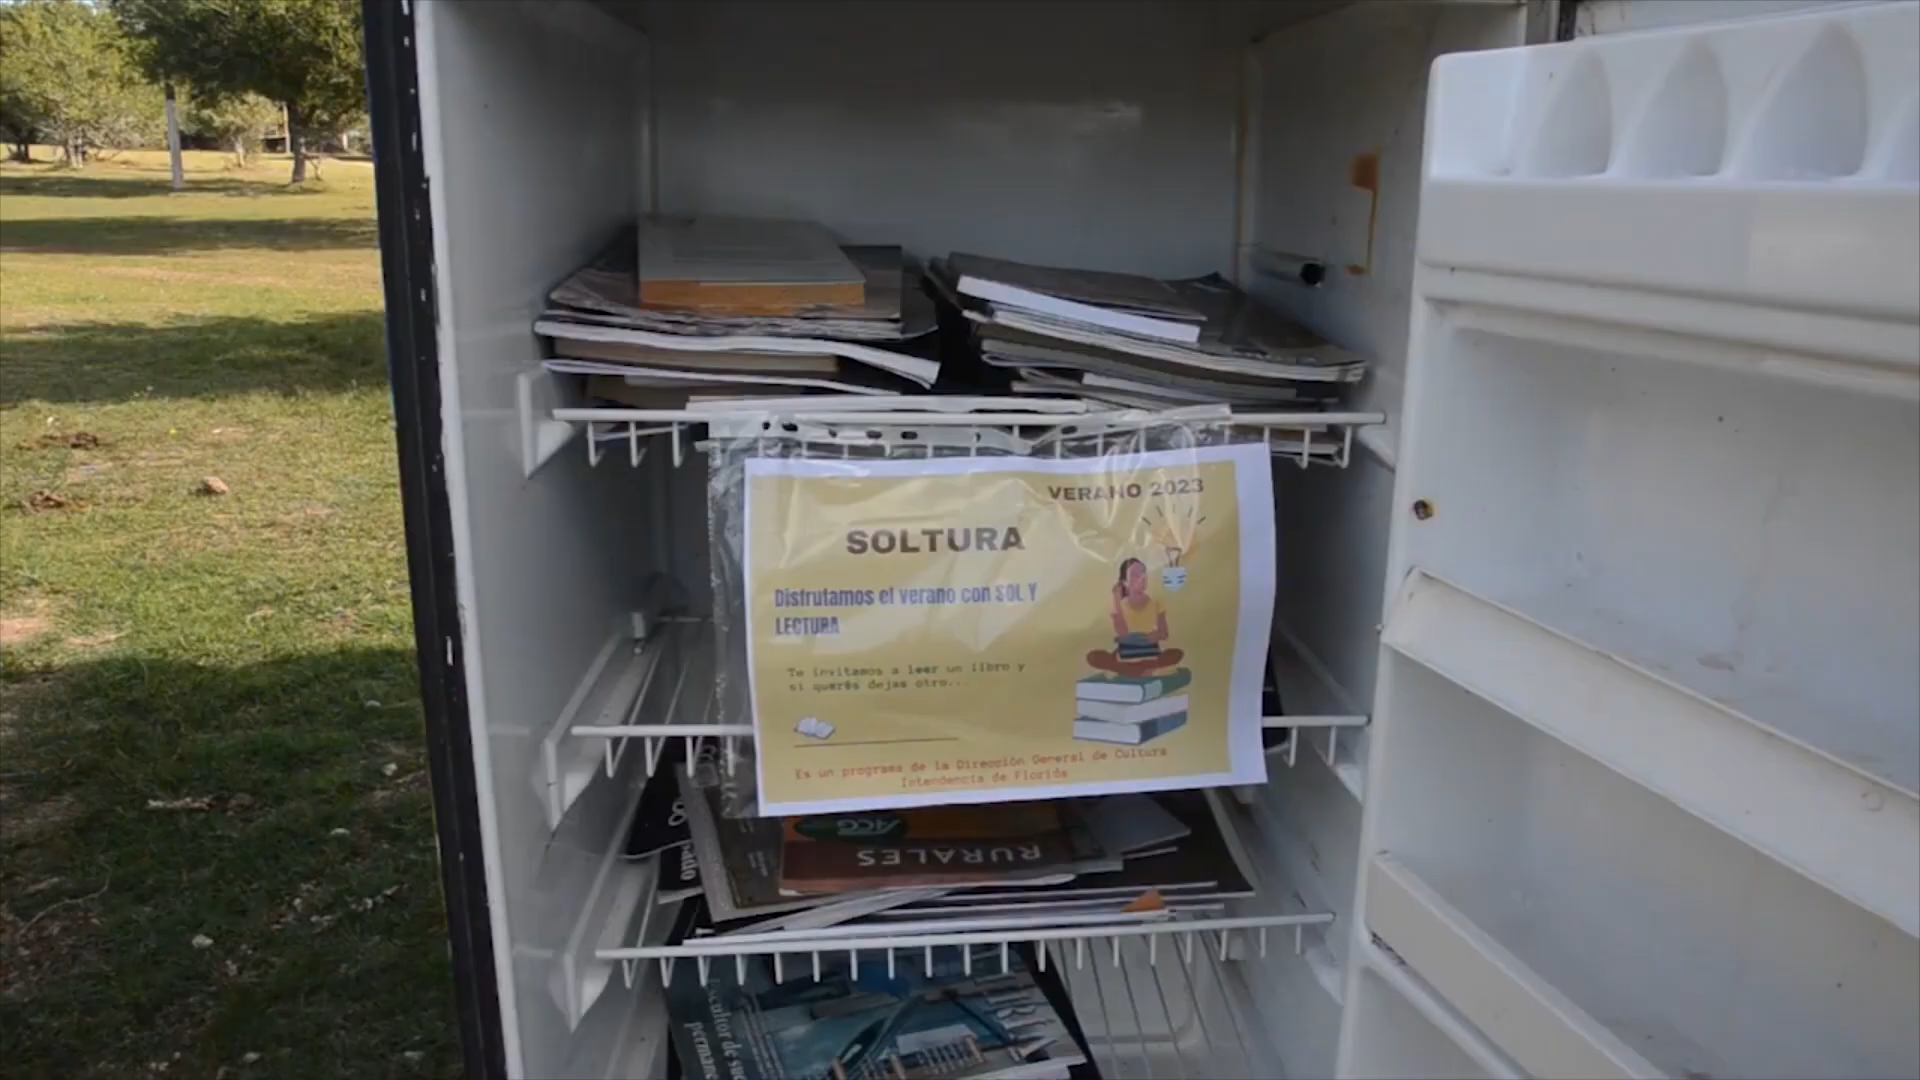 VERANO 2023
SOLTURA
Disfrutamos el verano con SOL Y
LECTURA
Te invitamos a leer un libro y
si querés dejas otro...
Es un programa de la Dirección General de Cultura
Intendencia de Florida
ACG
RURALES